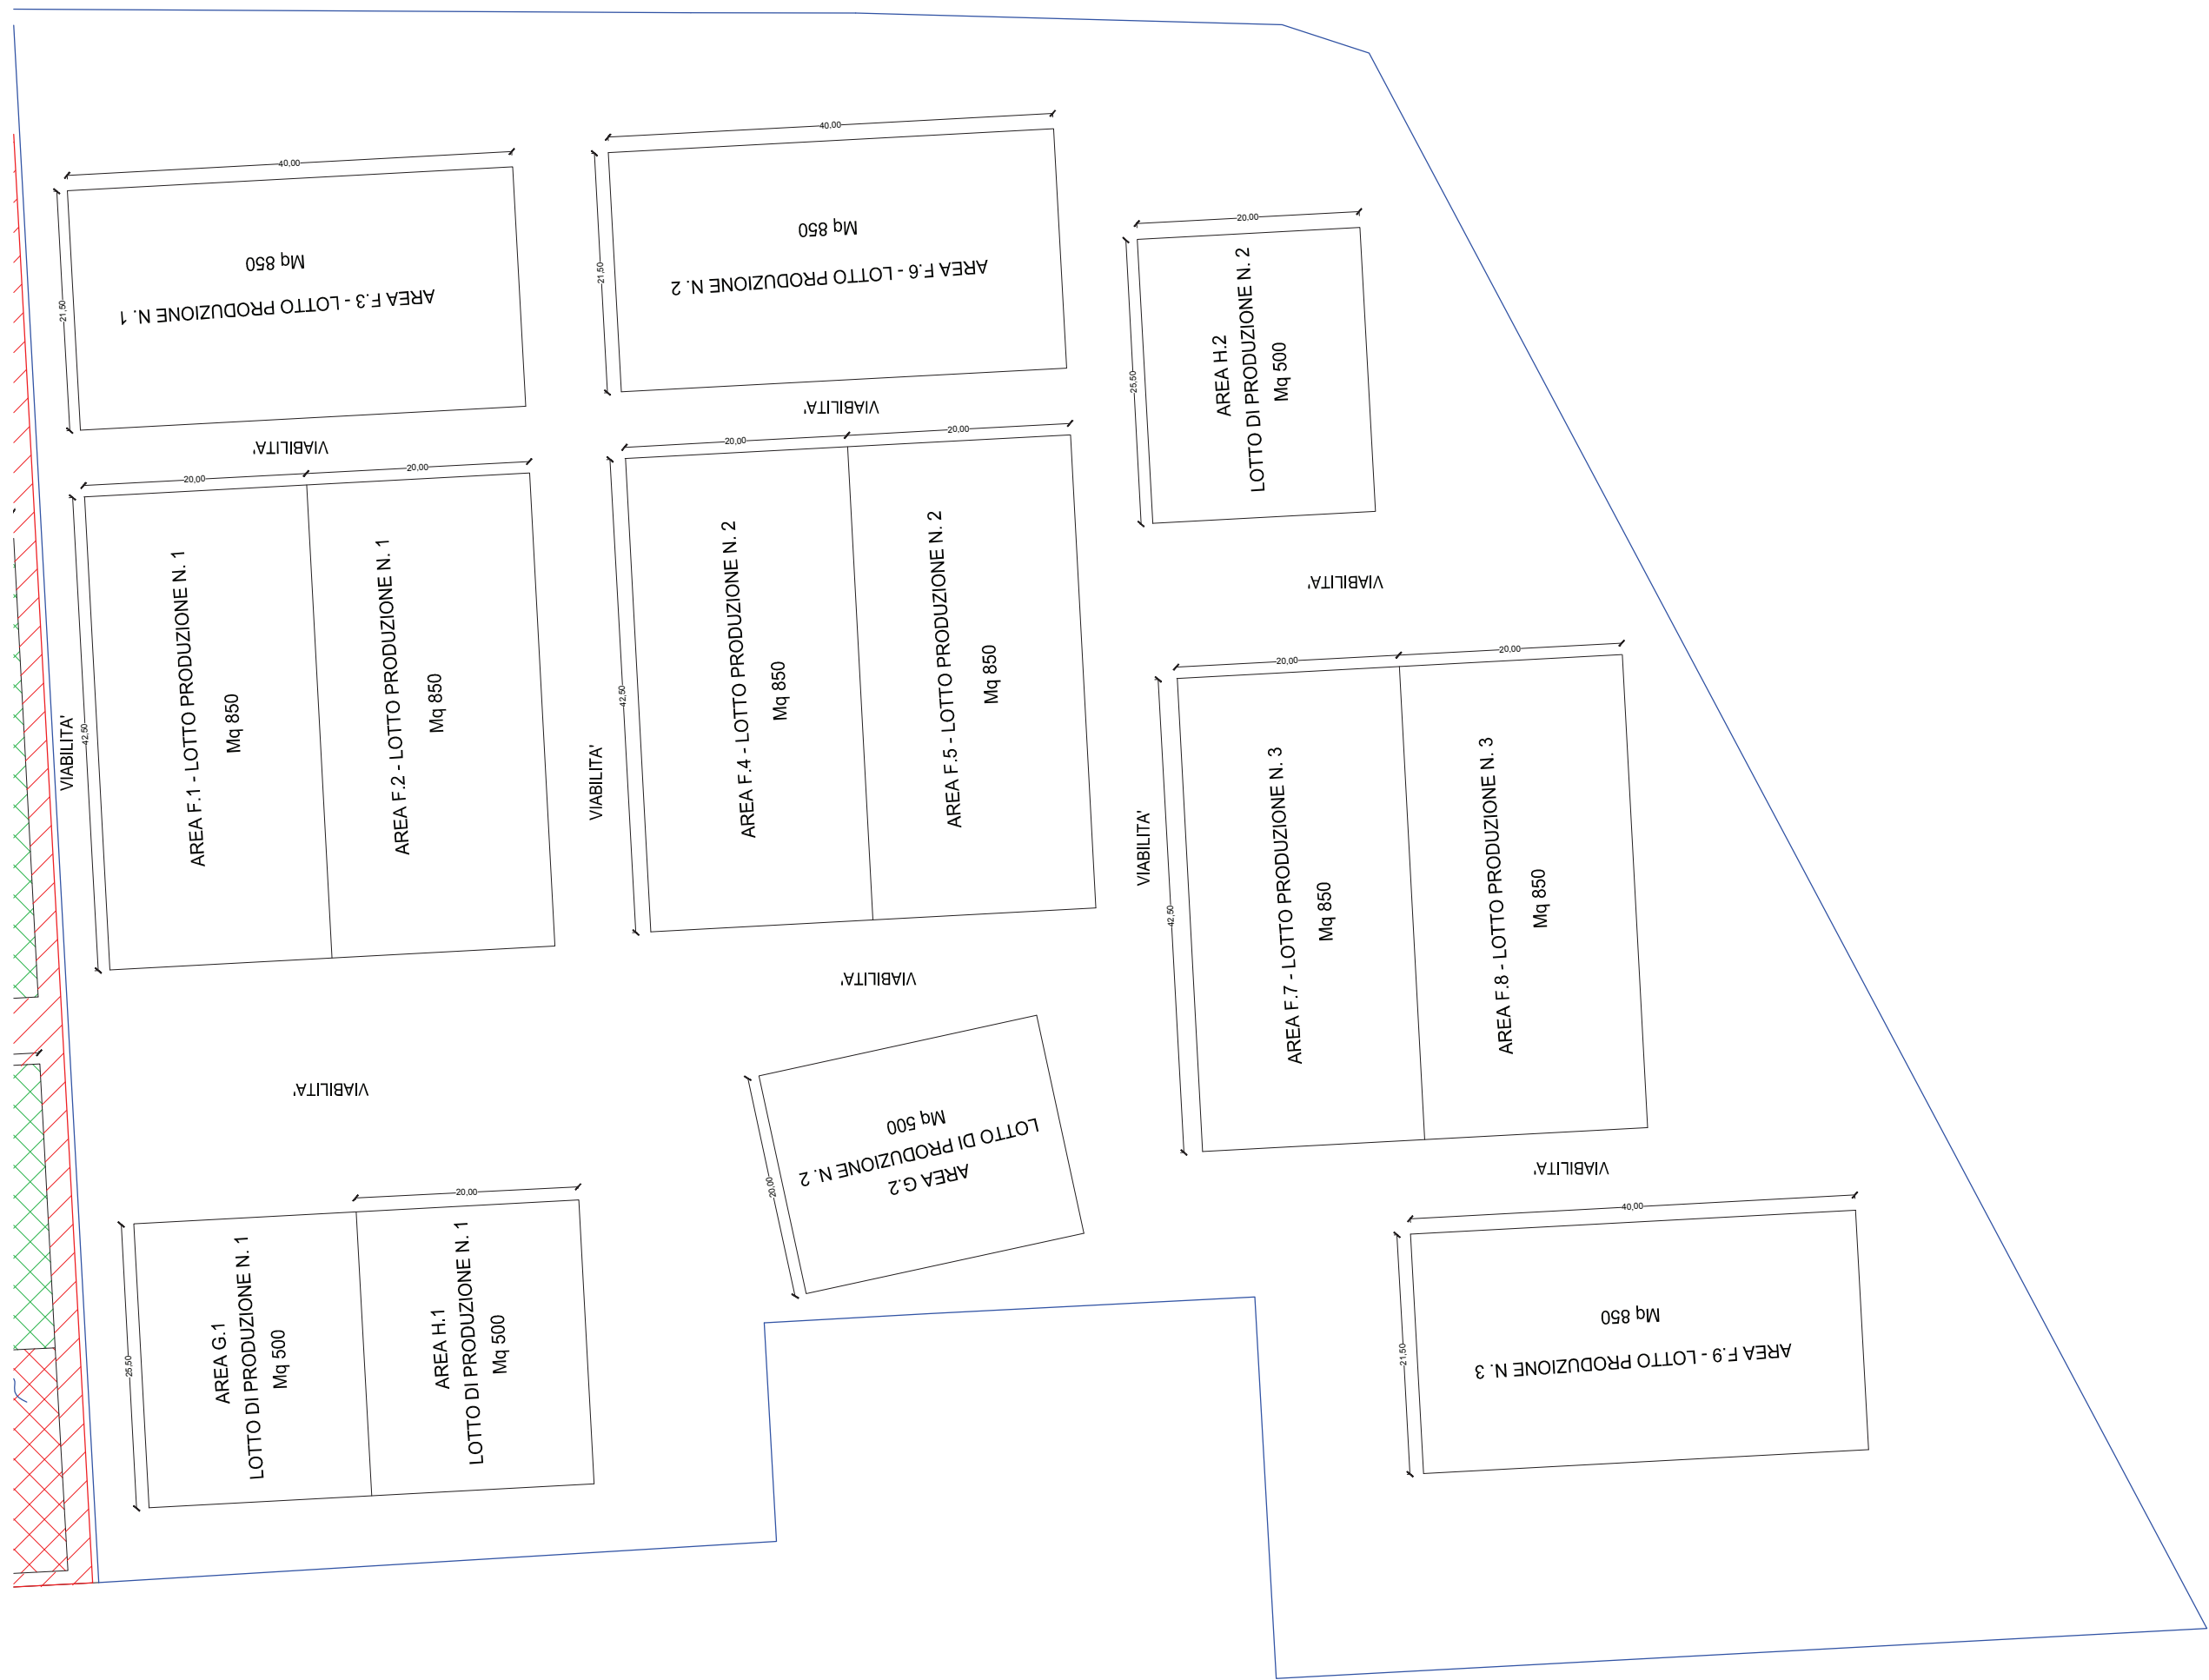 40,00
21,50
AREA F.3 - LOTTO PRODUZIONE N. 1
Mq 850
40,00
21,50
AREA F.6 - LOTTO PRODUZIONE N. 2
Mq 850
20,00
25,50
AREA H.2
LOTTO DI PRODUZIONE N. 2
Mq 500
VIABILITA'
VIABILITA'
VIABILITA'
20,00
20,00
42,50
VIABILITA'
AREA F.1 - LOTTO PRODUZIONE N. 1
Mq 850
AREA F.2 - LOTTO PRODUZIONE N. 1
Mq 850
20,00
20,00
42,50
VIABILITA'
AREA F.4 - LOTTO PRODUZIONE N. 2
Mq 850
AREA F.5 - LOTTO PRODUZIONE N. 2
Mq 850
20,00
20,00
42,50
VIABILITA'
AREA F.7 - LOTTO PRODUZIONE N. 3
Mq 850
AREA F.8 - LOTTO PRODUZIONE N. 3
Mq 850
VIABILITA'
VIABILITA'
VIABILITA'
20,00
25,50
AREA G.1
LOTTO DI PRODUZIONE N. 1
Mq 500
AREA H.1
LOTTO DI PRODUZIONE N. 1
Mq 500
20,00
AREA G.2
LOTTO DI PRODUZIONE N. 2
Mq 500
40,00
21,50
AREA F.9 - LOTTO PRODUZIONE N. 3
Mq 850